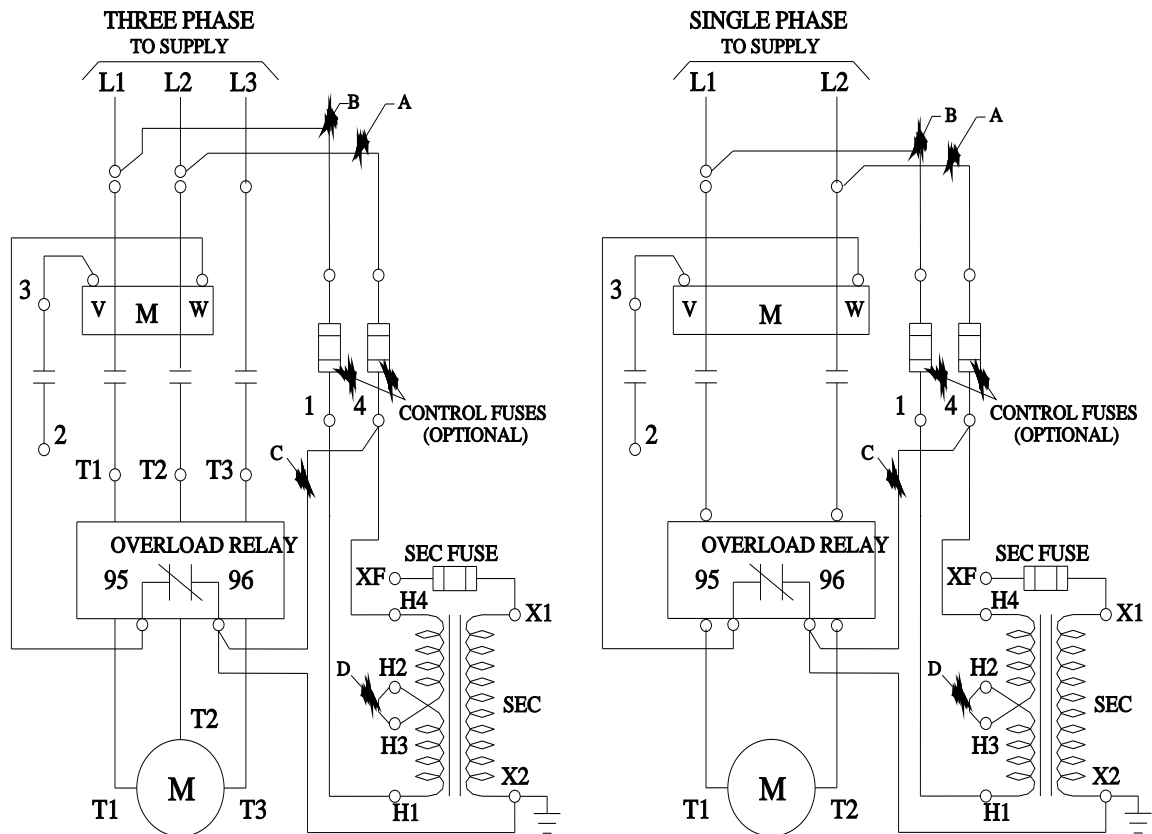 THREE PHASE
TO SUPPLY
L1 L2 L3
B A
3
V M W
2
1 4
CONTROL FUSES
(OPTIONAL)
C
T1 T2 T3
OVERLOAD RELAY
95 96
SEC FUSE
XF
H4 X1
D H2
H3 SEC
T2
M
T1 T3
X2
H1
SINGLE PHASE
TO SUPPLY
L1 L2
B A
3
V M W
2
1 4
CONTROL FUSES
(OPTIONAL)
C
OVERLOAD RELAY
95 96
SEC FUSE
XF
H4 X1
D H2
H3 SEC
M
T1 T2
X2
H1